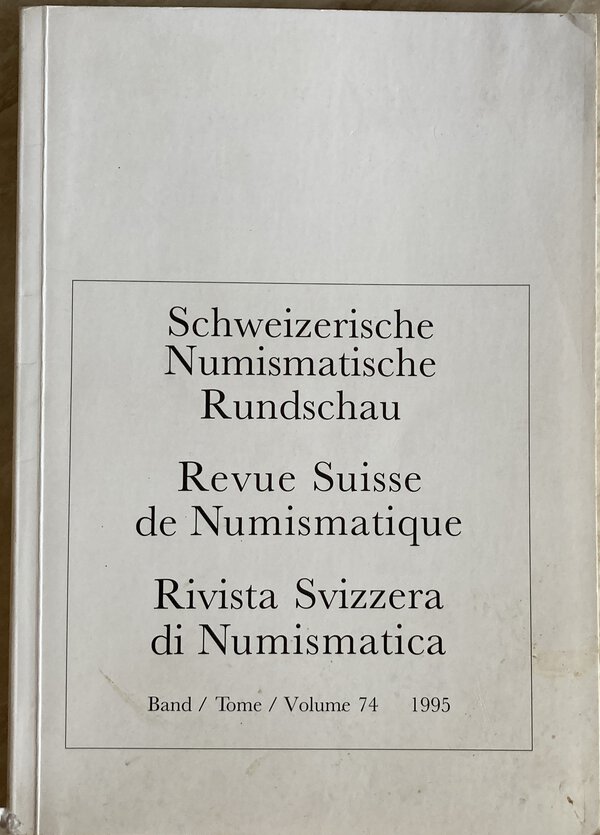 Schweizerische
Numismatische
Rundschau
Revue Suisse
de Numismatique
Rivista Svizzera
di Numismatica
Band / Tome / Volume 74 1995